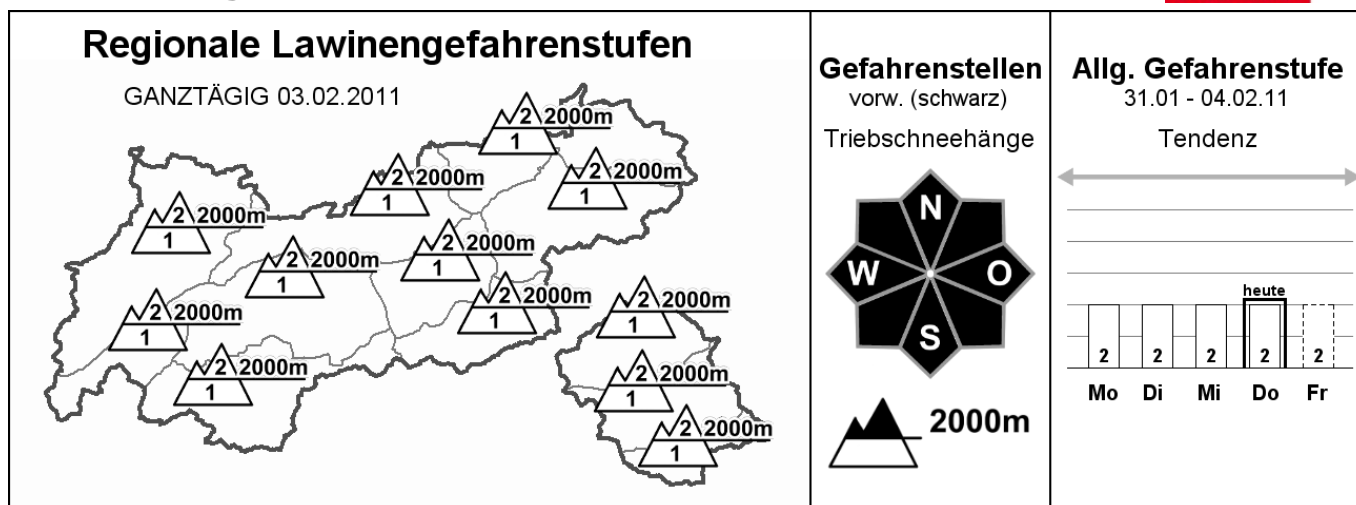 Regionale Lawinengefahrenstufen
GANZTÄGIG 03.02.2011
2 2000m
1
2 2000m
1
2 2000m
1
2 2000m
1
2 2000m
1
2 2000m
1
2 2000m
1
2 2000m
1
2 2000m
1
2 2000m
1
2 2000m
1
2 2000m
1
Gefahrenstellen
vorw. (schwarz)
Triebschneehänge
N
W O
S
2000m
Allg. Gefahrenstufe
31.01 - 04.02.11
Tendenz
heute
2 2 2 2 2
Mo Di Mi Do Fr